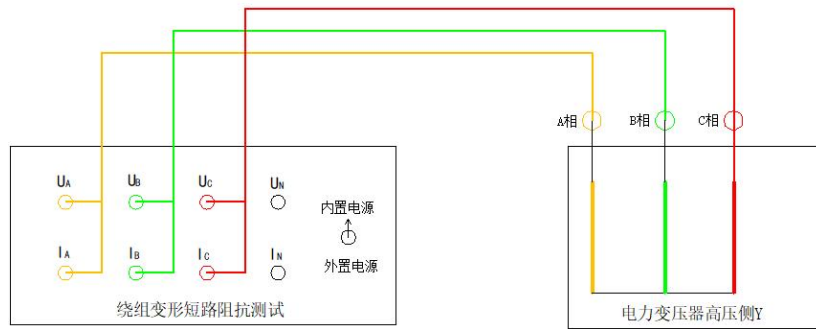 A相 B相 C相
UA UB UC UN
内置电源
IA IB IC IN
外置电源
绕组变形短路阻抗测试
电力变压器高压侧Y